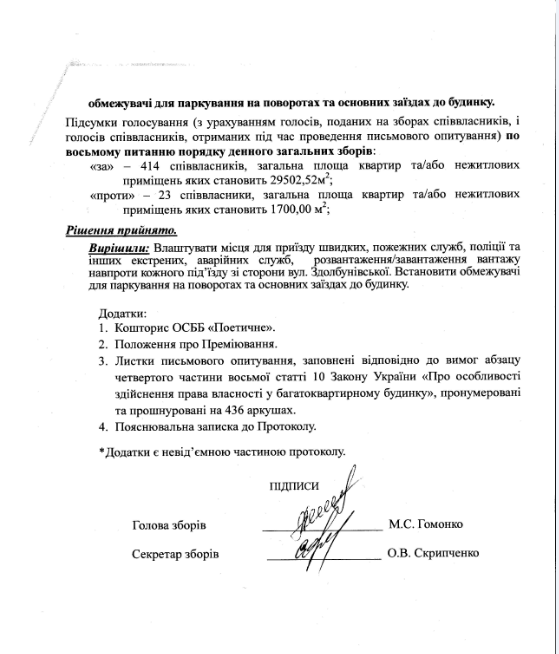 обмежувачі для паркування на поворотах та основних заїздах до будинку.
Підсумки голосування (з урахуванням голосів, поданих на зборах співвласників, і
голосів співвласників, отриманих під час проведення письмового опитування) по
восьмому питанню порядку денного загальних зборів:
«за» – 414 співвласників, загальна площа квартир та/або нежитлових
приміщень яких становить 29502,52м²;
«проти» – 23 співвласники, загальна площа квартир та/або нежитлових
приміщень яких становить 1700,00 м²;
Рішення прийнято.
Вирішили: Влаштувати місця для приїзду швидких, пожежних служб, поліції та
інших екстрених, аварійних служб, розвантаження/завантаження вантажу
навпроти кожного під’їзду зі сторони вул. Здолбунівської. Встановити обмежувачі
для паркування на поворотах та основних заїздах до будинку.
Додатки:
1. Кошторис ОСББ «Поетичне».
2. Положення про Преміювання.
3. Листки письмового опитування, заповнені відповідно до вимог абзацу
четвертого частини восьмої статті 10 Закону України «Про особливості
здійснення права власності у багатоквартирному будинку», пронумеровані
та прошнуровані на 436 аркушах.
4. Пояснювальна записка до Протоколу.
*Додатки є невід’ємною частиною протоколу.
ПІДПИСИ
Голова зборів М.С. Гомонко
Секретар зборів О.В. Скрипченко